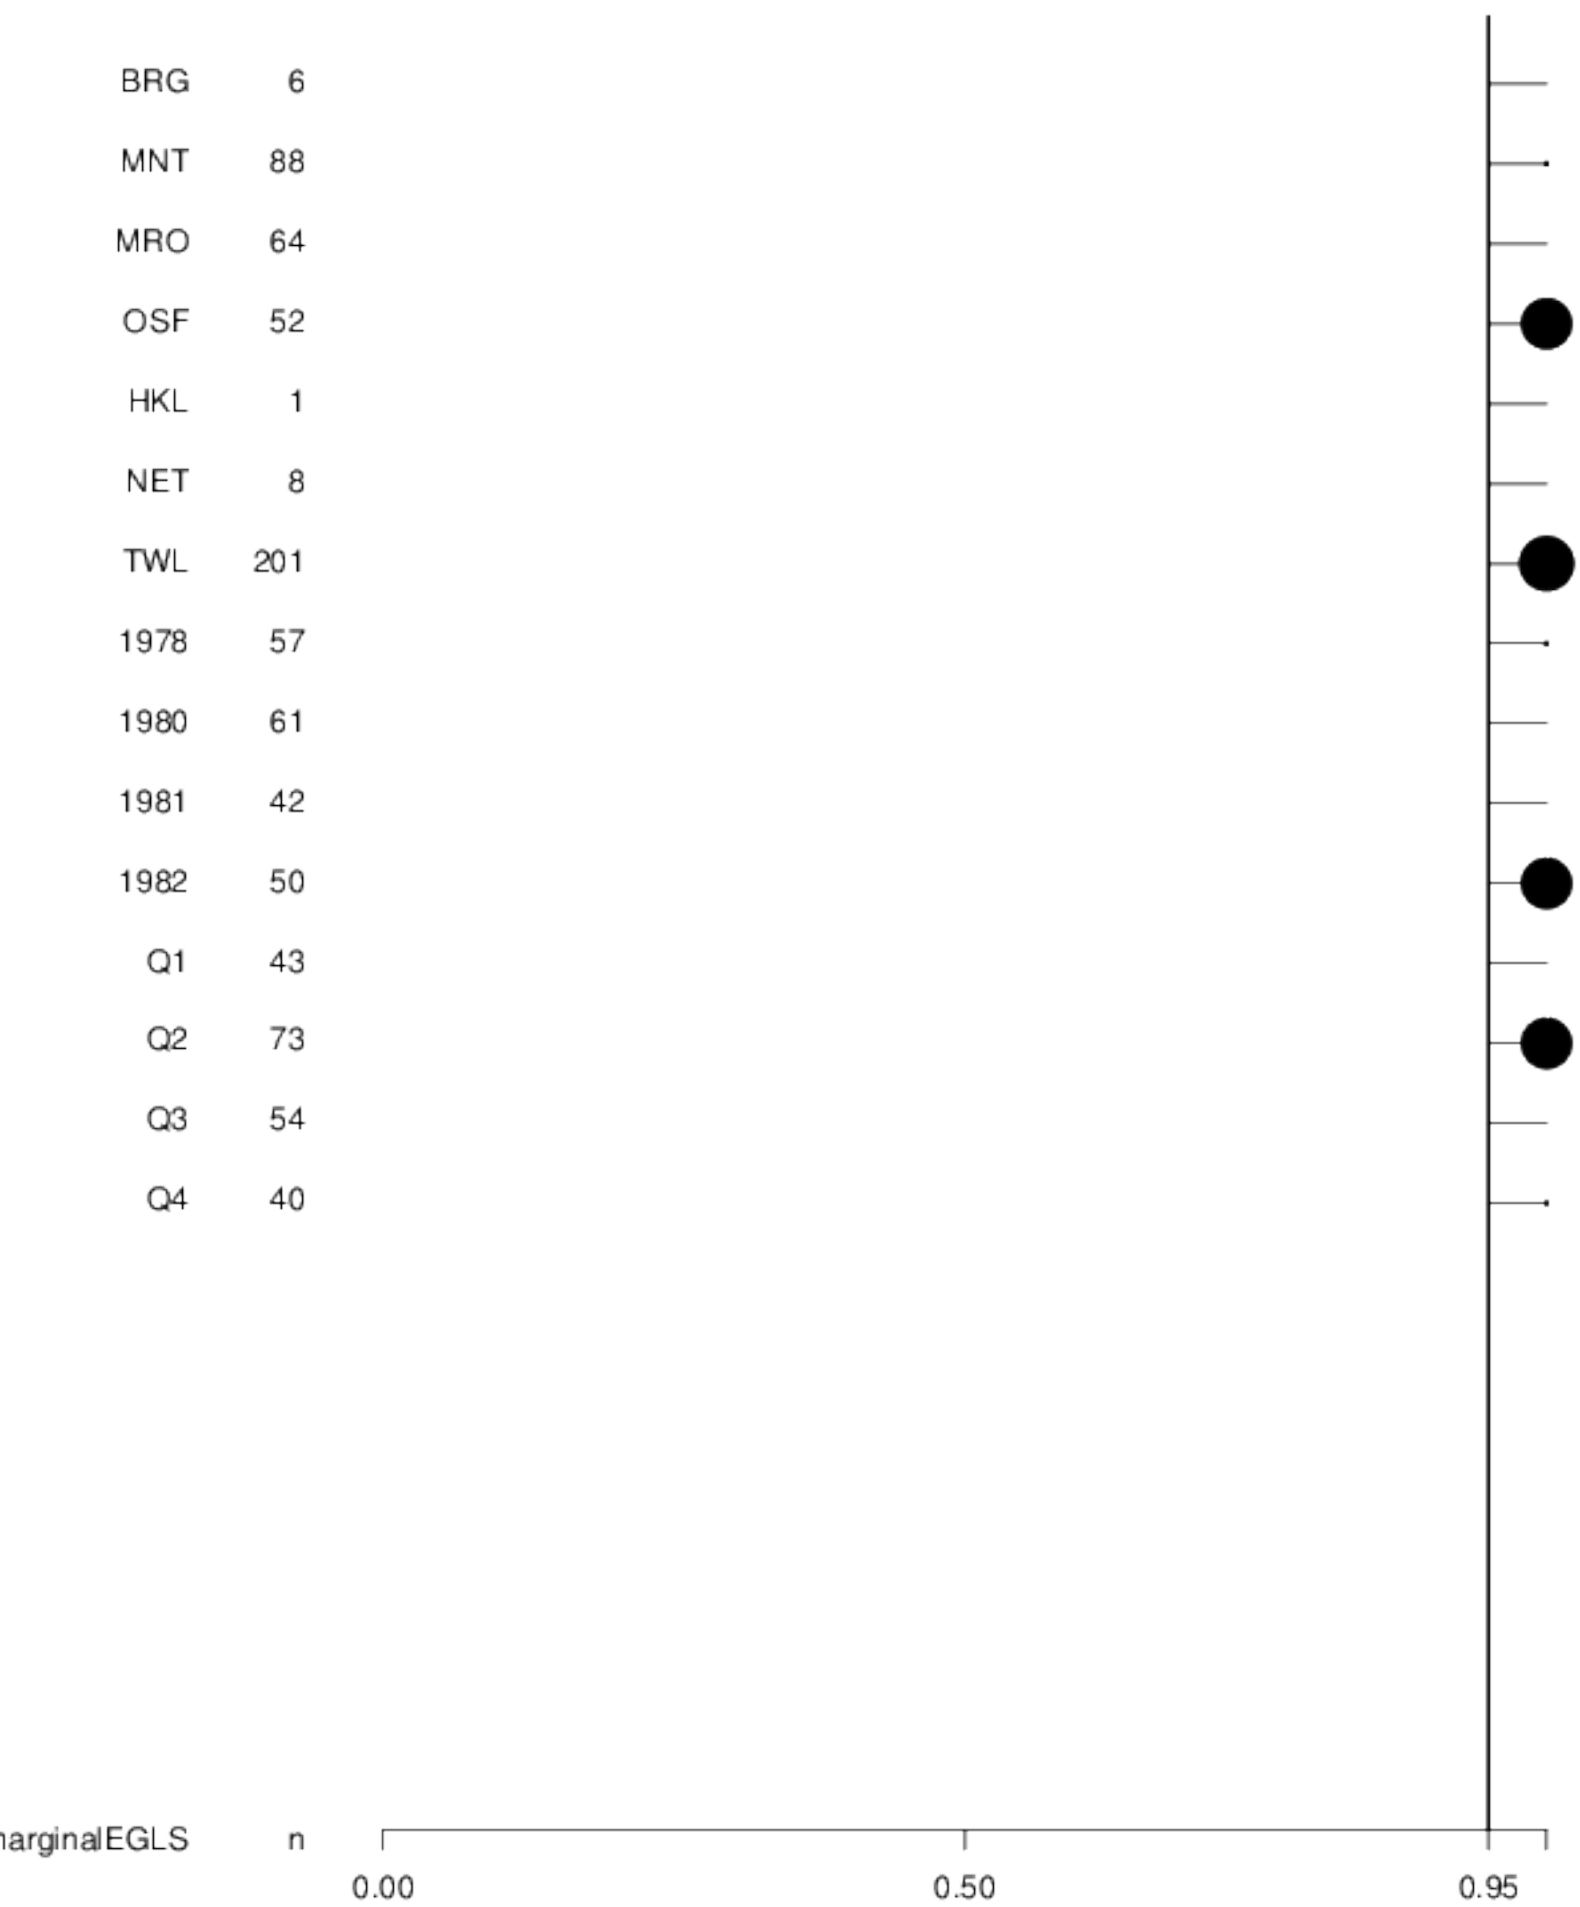 BRG 6
MNT 88
MRO 64
OSF 52
HKL 1
NET 8
TWL 201
1978 57
1980 61
1981 42
1982 50
Q1 43
Q2 73
Q3 54
Q4 40
EGLS n
0.00 0.50 0.95